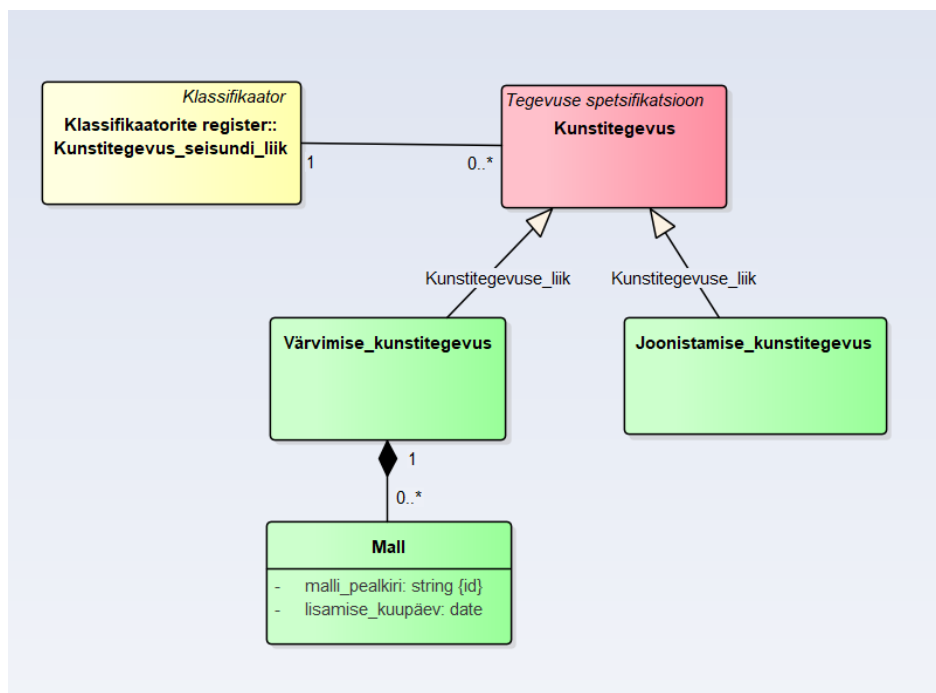 Klassifikaator
Klassifikaatorite register::
Kunstitegevus_seisundi_liik
Tegevuse spetsifikatsioon
Kunstitegevus
1
0..*
Kunstitegevuse_liik
Kunstitegevuse_liik
Värvimise_kunstitegevus
Joonistamise_kunstitegevus
1
0..*
Mall
- malli_pealkiri: string {id}
- lisamise_kuupäev: date